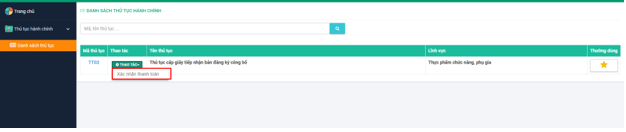 Trang chủ
Thủ tục hành chính
Danh sách thủ tục
DANH SÁCH THỦ TỤC HÀNH CHÍNH
Mã, tên thủ tục ...
Mã thủ tục Thao tác Tên thủ tục Lĩnh vực Thường dùng
TT02 THAO TÁC Thủ tục cấp giấy tiếp nhận bản đăng ký công bố Thực phẩm chức năng, phụ gia
Xác nhận thanh toán